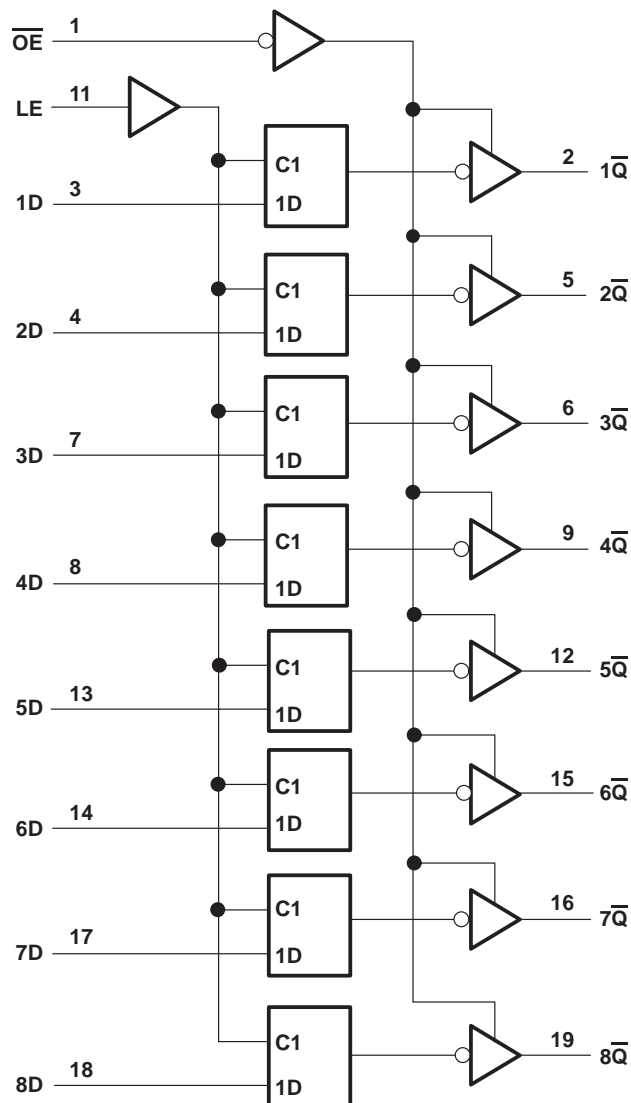 O̅E̅ 1
LE 11
C1
2 1Q̅
1D 3
1D
C1
5 2Q̅
2D 4
1D
C1
6 3Q̅
3D 7
1D
C1
9 4Q̅
4D 8
1D
C1
12 5Q̅
5D 13
1D
C1
15 6Q̅
6D 14
1D
C1
16 7Q̅
7D 17
1D
C1
19 8Q̅
8D 18
1D